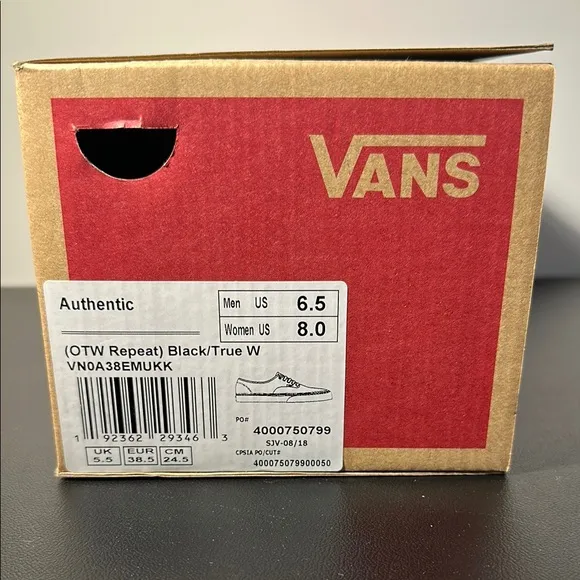 VANS
Authentic
Men US 6.5
Women US 8.0
(OTW Repeat) Black/True W
VN0A38EMUKK
PO#
4000750799
SJV-08/18
CPSIA PO/CUT#
400075079900050
1 92362 29346 3
UK EUR CM
5.5 38.5 24.5